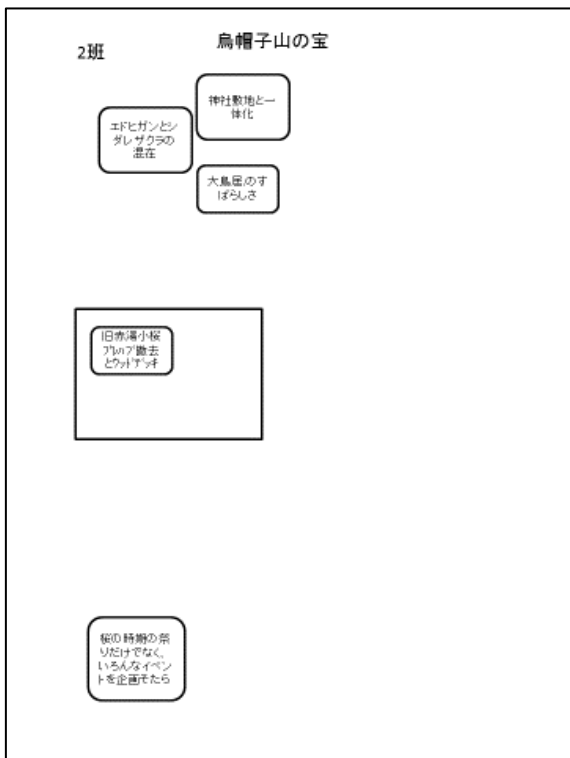 烏帽子山の宝
2班
神社敷地と一
体化
エドヒガンとシ
ダレザクラの
混在
大鳥居のす
ばらしさ
旧赤湯小桜
プレハブ撤去
とウッドデッキ
桜の時期の祭
りだけでなく、
いろんなイベン
トを企画そたら